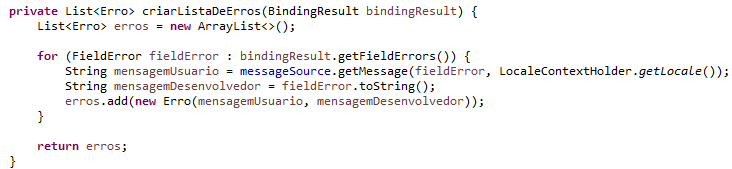 private List<Erro> criarListaDeErros(BindingResult bindingResult) {
    List<Erro> erros = new ArrayList<>();

    for (FieldError fieldError : bindingResult.getFieldErrors()) {
        String mensagemUsuario = messageSource.getMessage(fieldError, LocaleContextHolder.getLocale());
        String mensagemDesenvolvedor = fieldError.toString();
        erros.add(new Erro(mensagemUsuario, mensagemDesenvolvedor));
    }

    return erros;
}